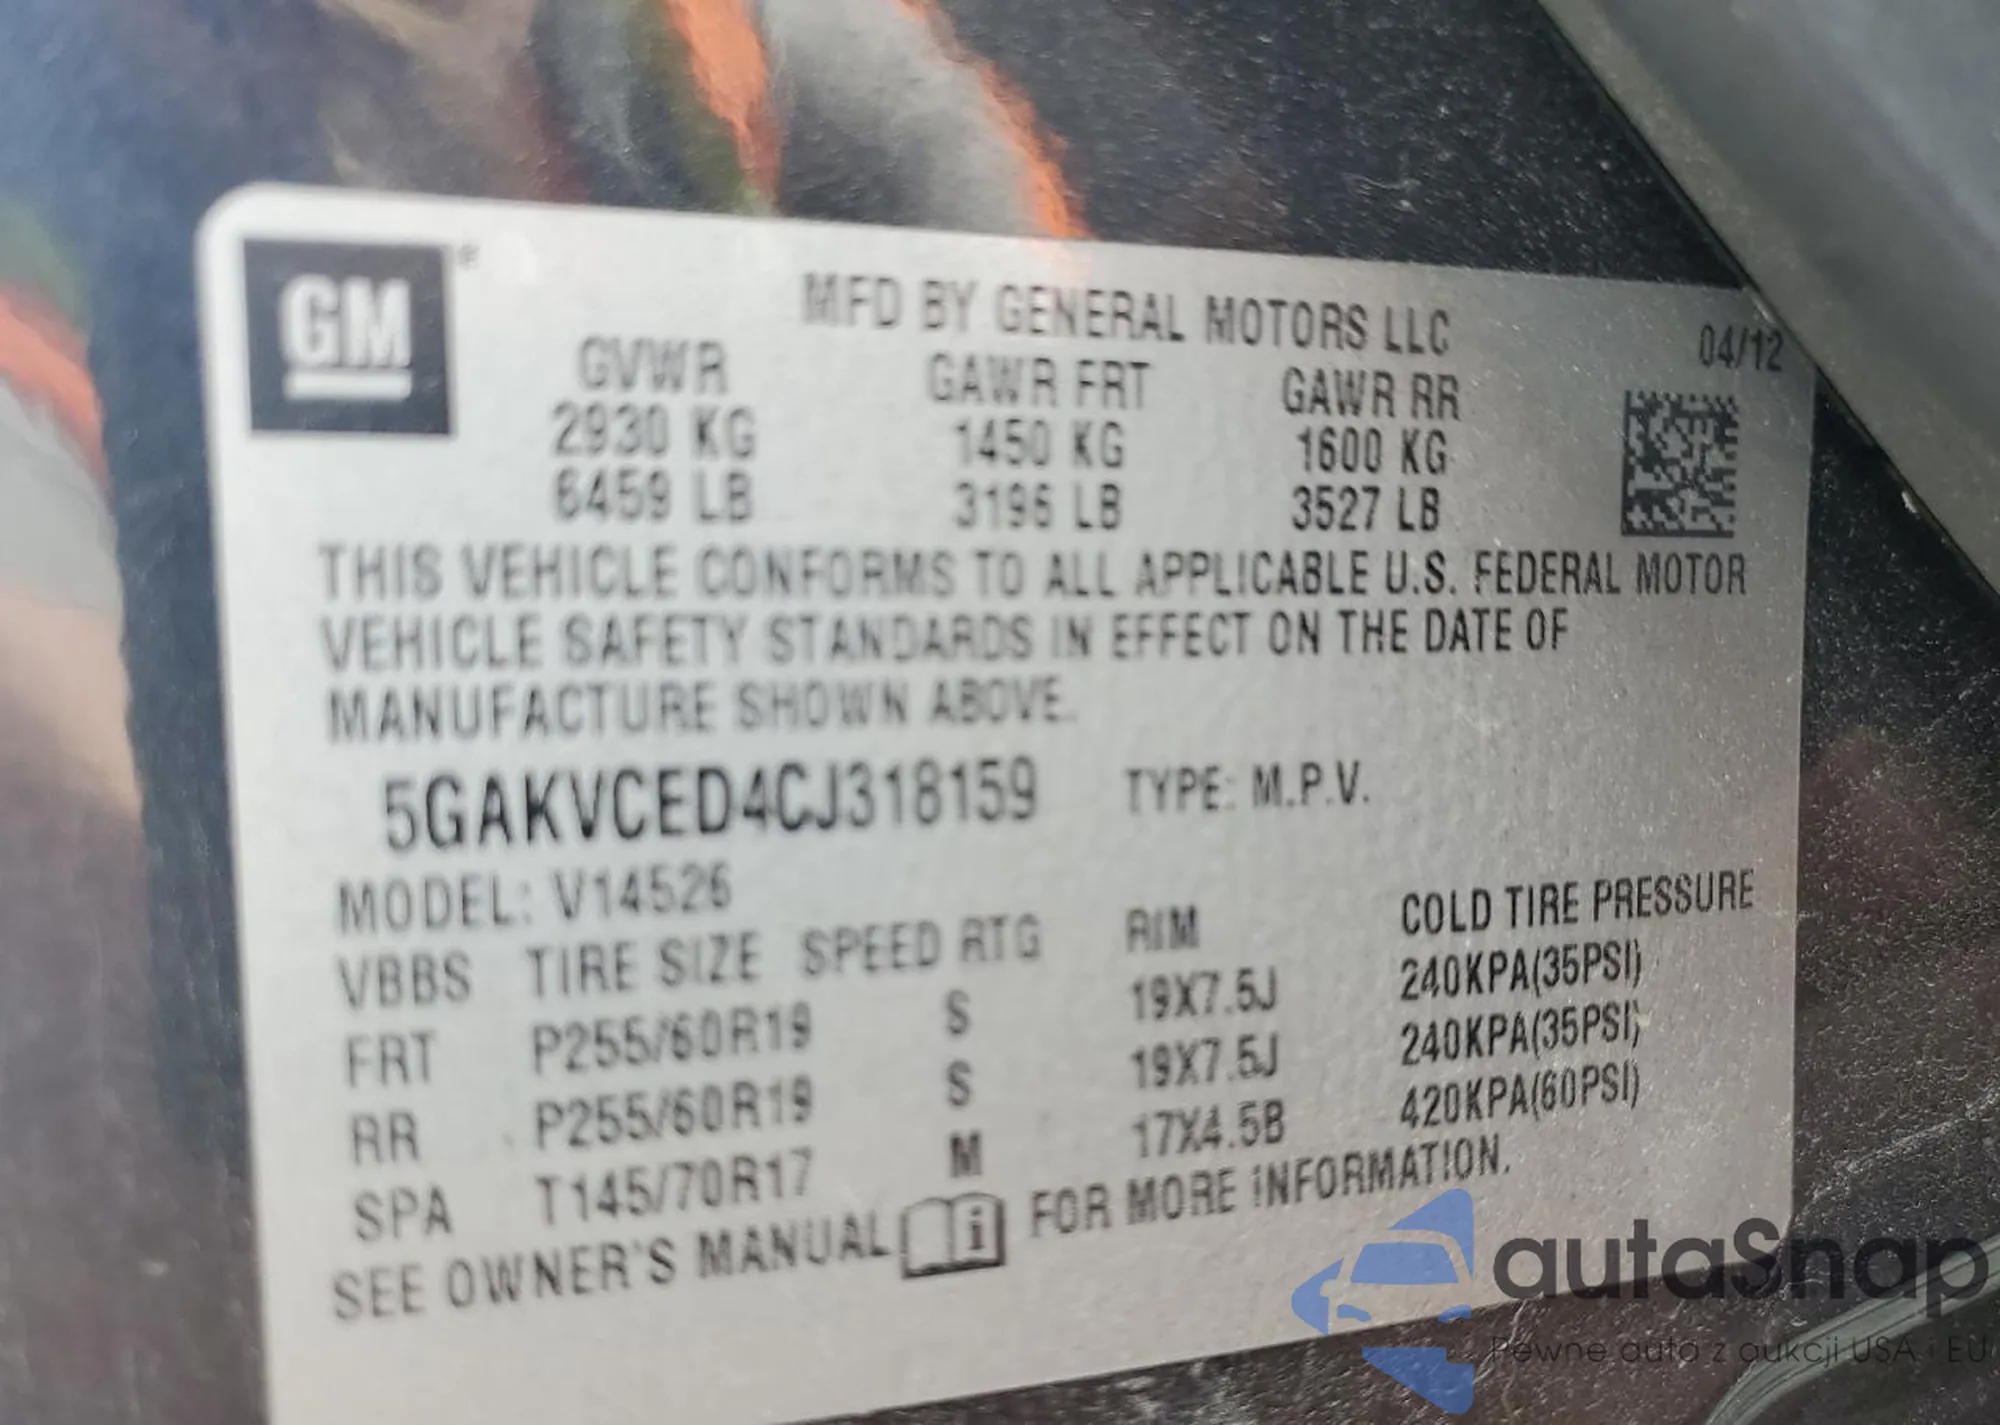 GM
MFD BY GENERAL MOTORS LLC
04/12
GVWR GAWR FRT GAWR RR
2930 KG 1450 KG 1600 KG
6459 LB 3196 LB 3527 LB
THIS VEHICLE CONFORMS TO ALL APPLICABLE U.S. FEDERAL MOTOR
VEHICLE SAFETY STANDARDS IN EFFECT ON THE DATE OF
MANUFACTURE SHOWN ABOVE.
5GAKVCED4CJ318159 TYPE: M.P.V.
MODEL: V14526
VBBS TIRE SIZE SPEED RTG RIM COLD TIRE PRESSURE
FRT P255/60R19 S 19X7.5J 240KPA(35PSI)
RR P255/60R19 S 19X7.5J 240KPA(35PSI)
SPA T145/70R17 M 17X4.5B 420KPA(60PSI)
SEE OWNER'S MANUAL i FOR MORE INFORMATION.
autaSnap
Pewne auta z aukcji USA i EU